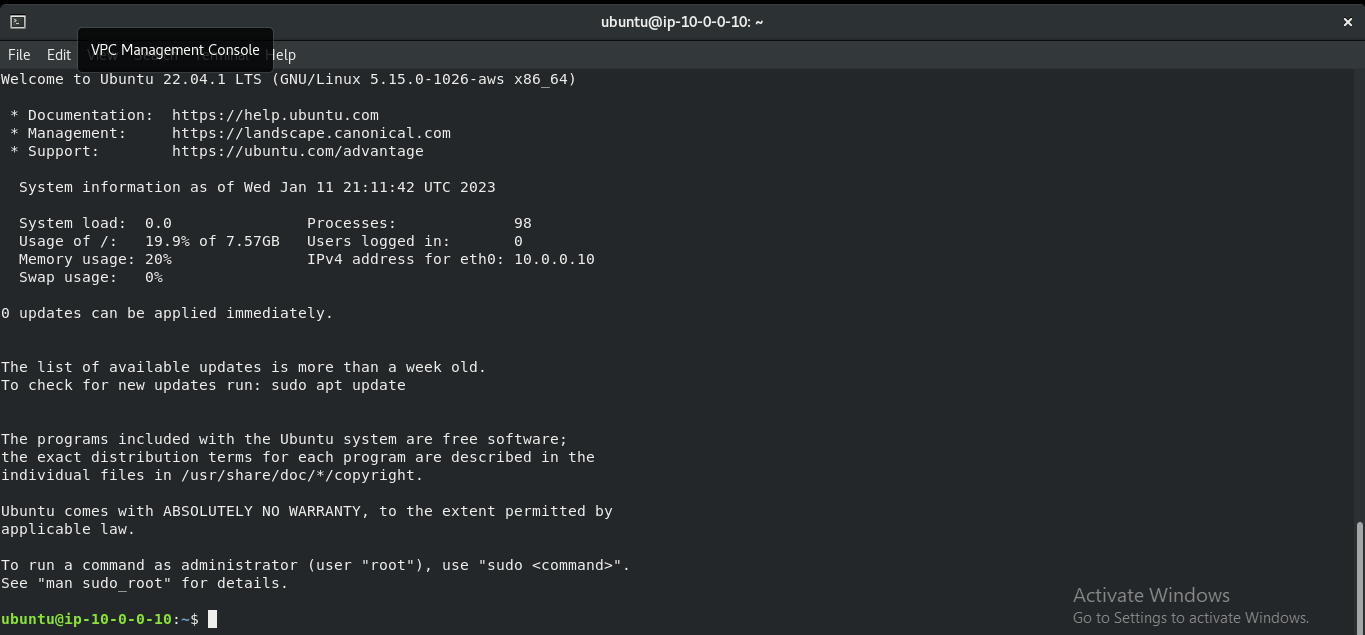 ubuntu@ip-10-0-0-10: ~
VPC Management Console
File Edit View Search Terminal Help
Welcome to Ubuntu 22.04.1 LTS (GNU/Linux 5.15.0-1026-aws x86_64)
* Documentation: https://help.ubuntu.com
* Management: https://landscape.canonical.com
* Support: https://ubuntu.com/advantage
System information as of Wed Jan 11 21:11:42 UTC 2023
System load: 0.0 Processes: 98
Usage of /: 19.9% of 7.57GB Users logged in: 0
Memory usage: 20% IPv4 address for eth0: 10.0.0.10
Swap usage: 0%
0 updates can be applied immediately.
The list of available updates is more than a week old.
To check for new updates run: sudo apt update
The programs included with the Ubuntu system are free software;
the exact distribution terms for each program are described in the
individual files in /usr/share/doc/*/copyright.
Ubuntu comes with ABSOLUTELY NO WARRANTY, to the extent permitted by
applicable law.
To run a command as administrator (user "root"), use "sudo <command>".
See "man sudo_root" for details.
ubuntu@ip-10-0-0-10:~$
Activate Windows
Go to Settings to activate Windows.